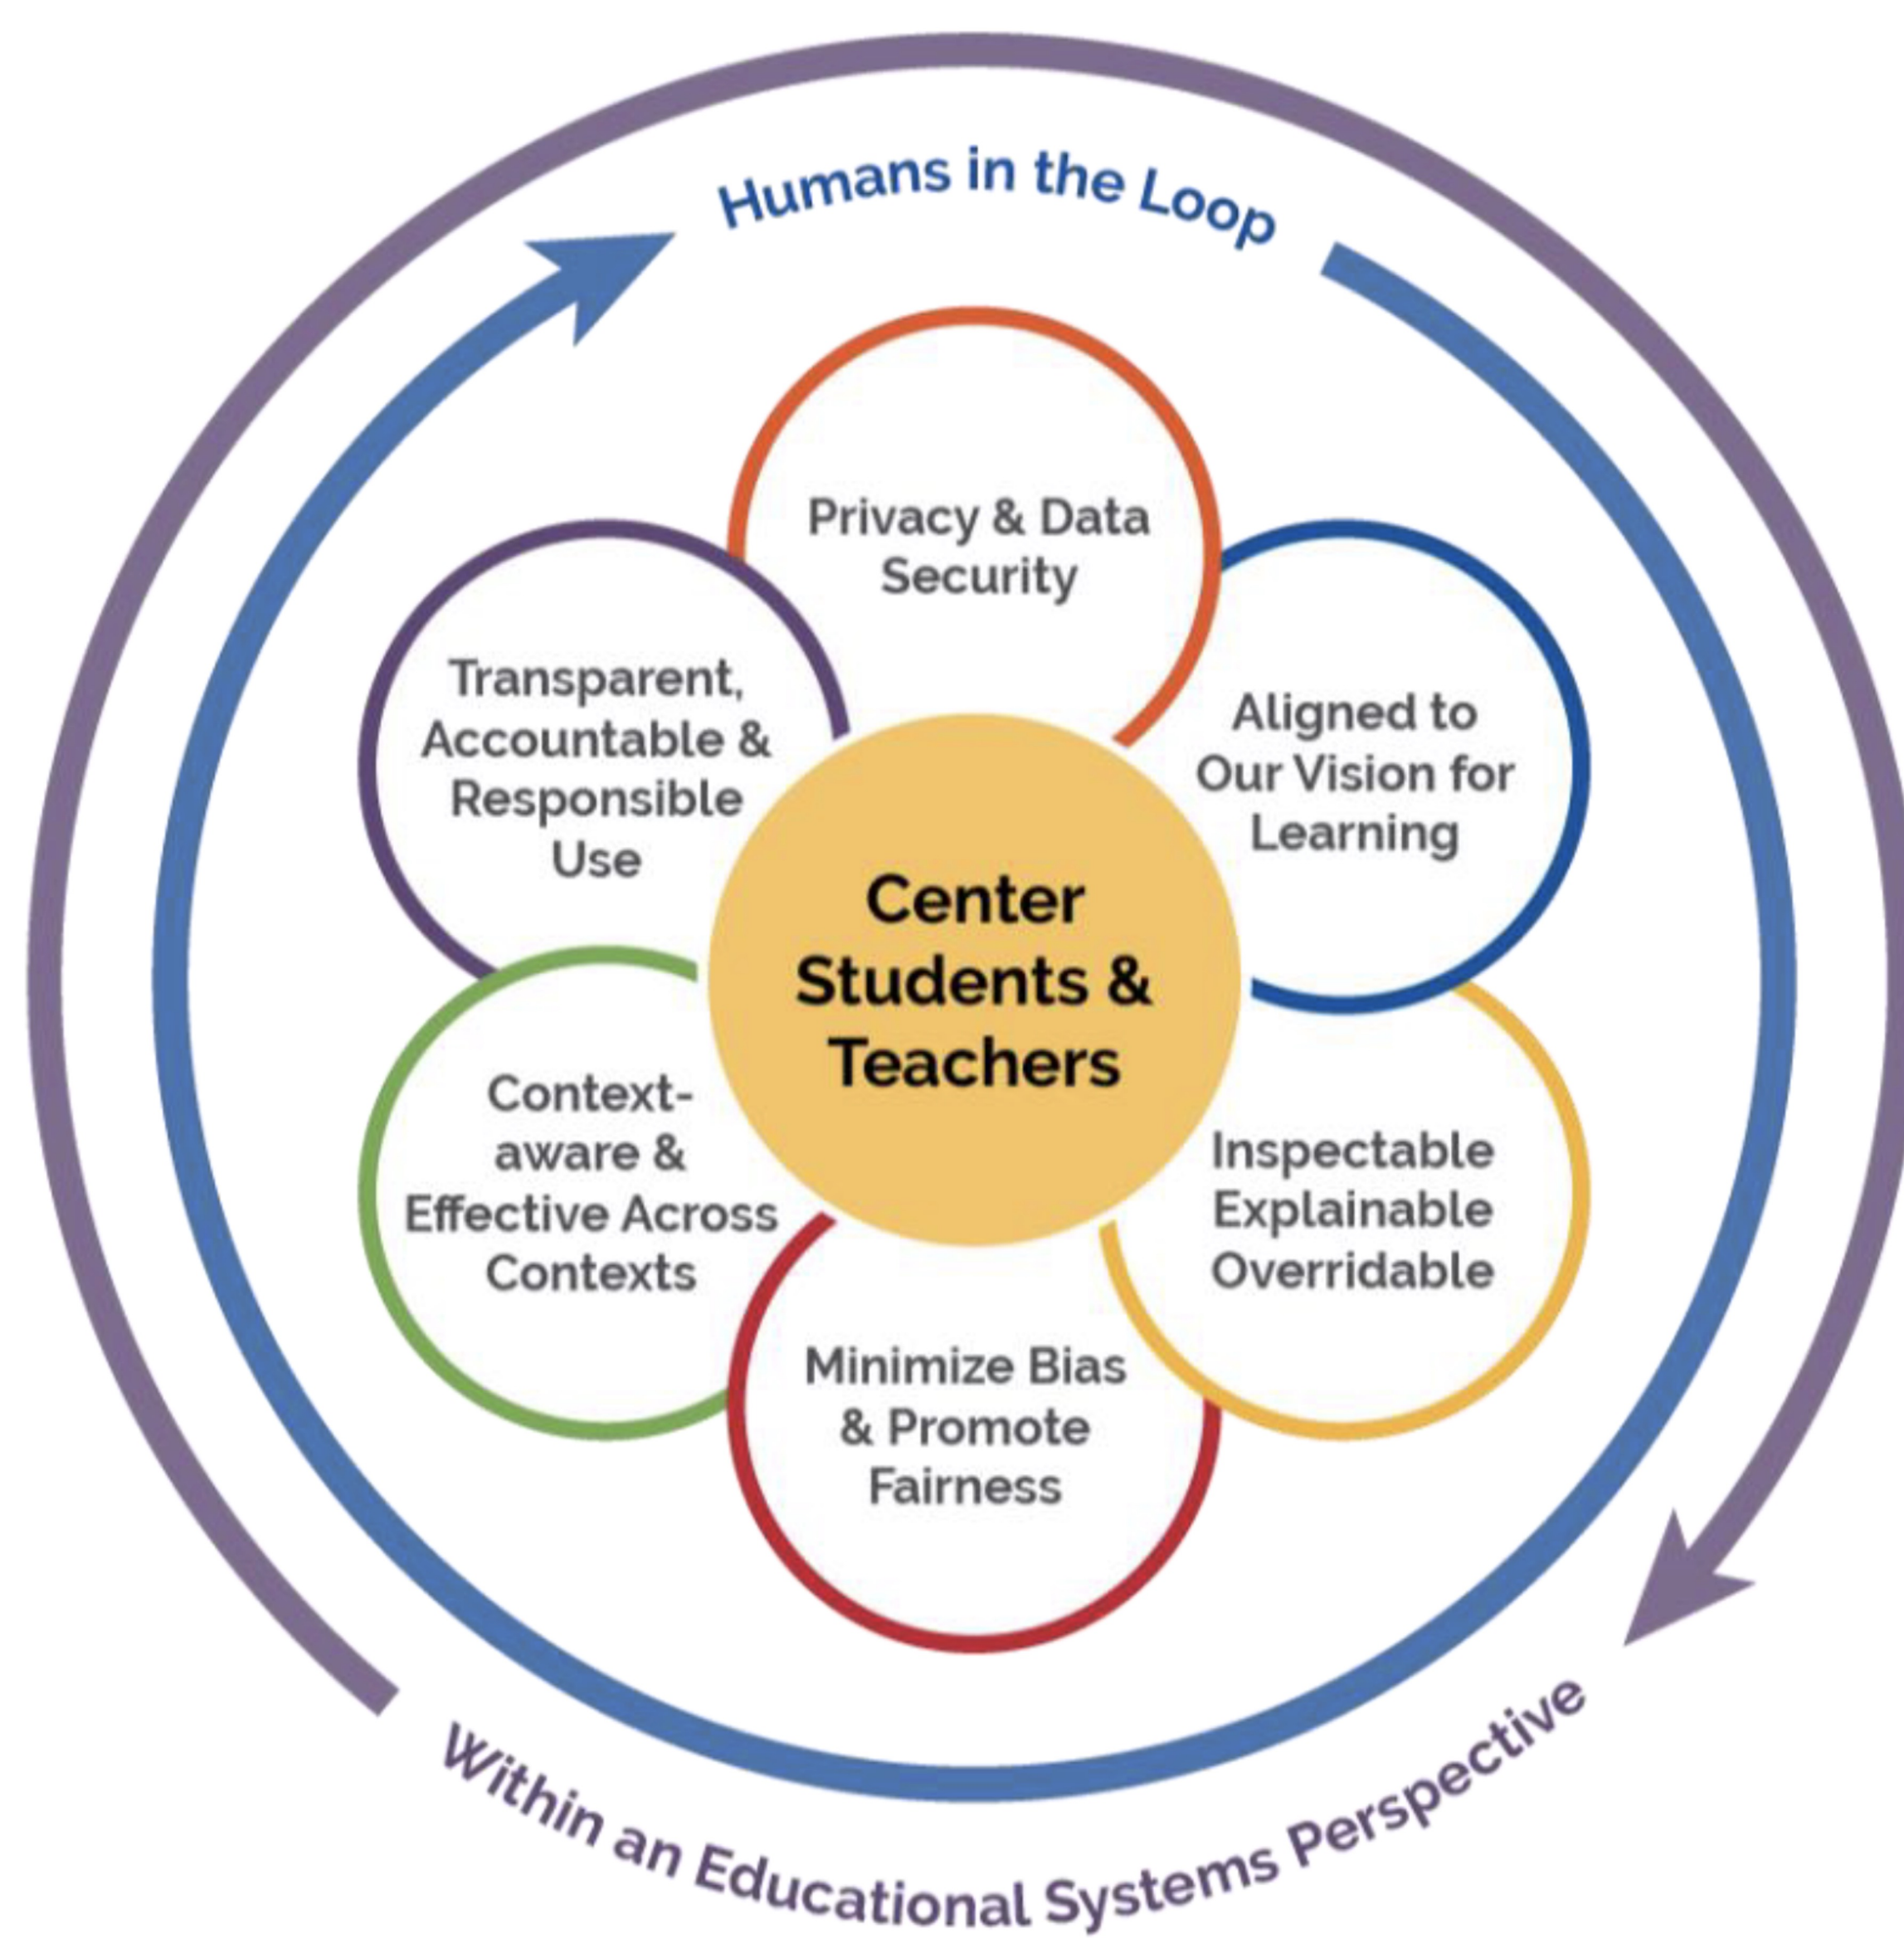 Humans in the Loop
Privacy & Data
Security
Transparent,
Accountable &
Responsible
Use
Aligned to
Our Vision for
Learning
Center
Students &
Teachers
Context-
aware &
Effective Across
Contexts
Inspectable
Explainable
Overridable
Minimize Bias
& Promote
Fairness
Within an Educational Systems Perspective